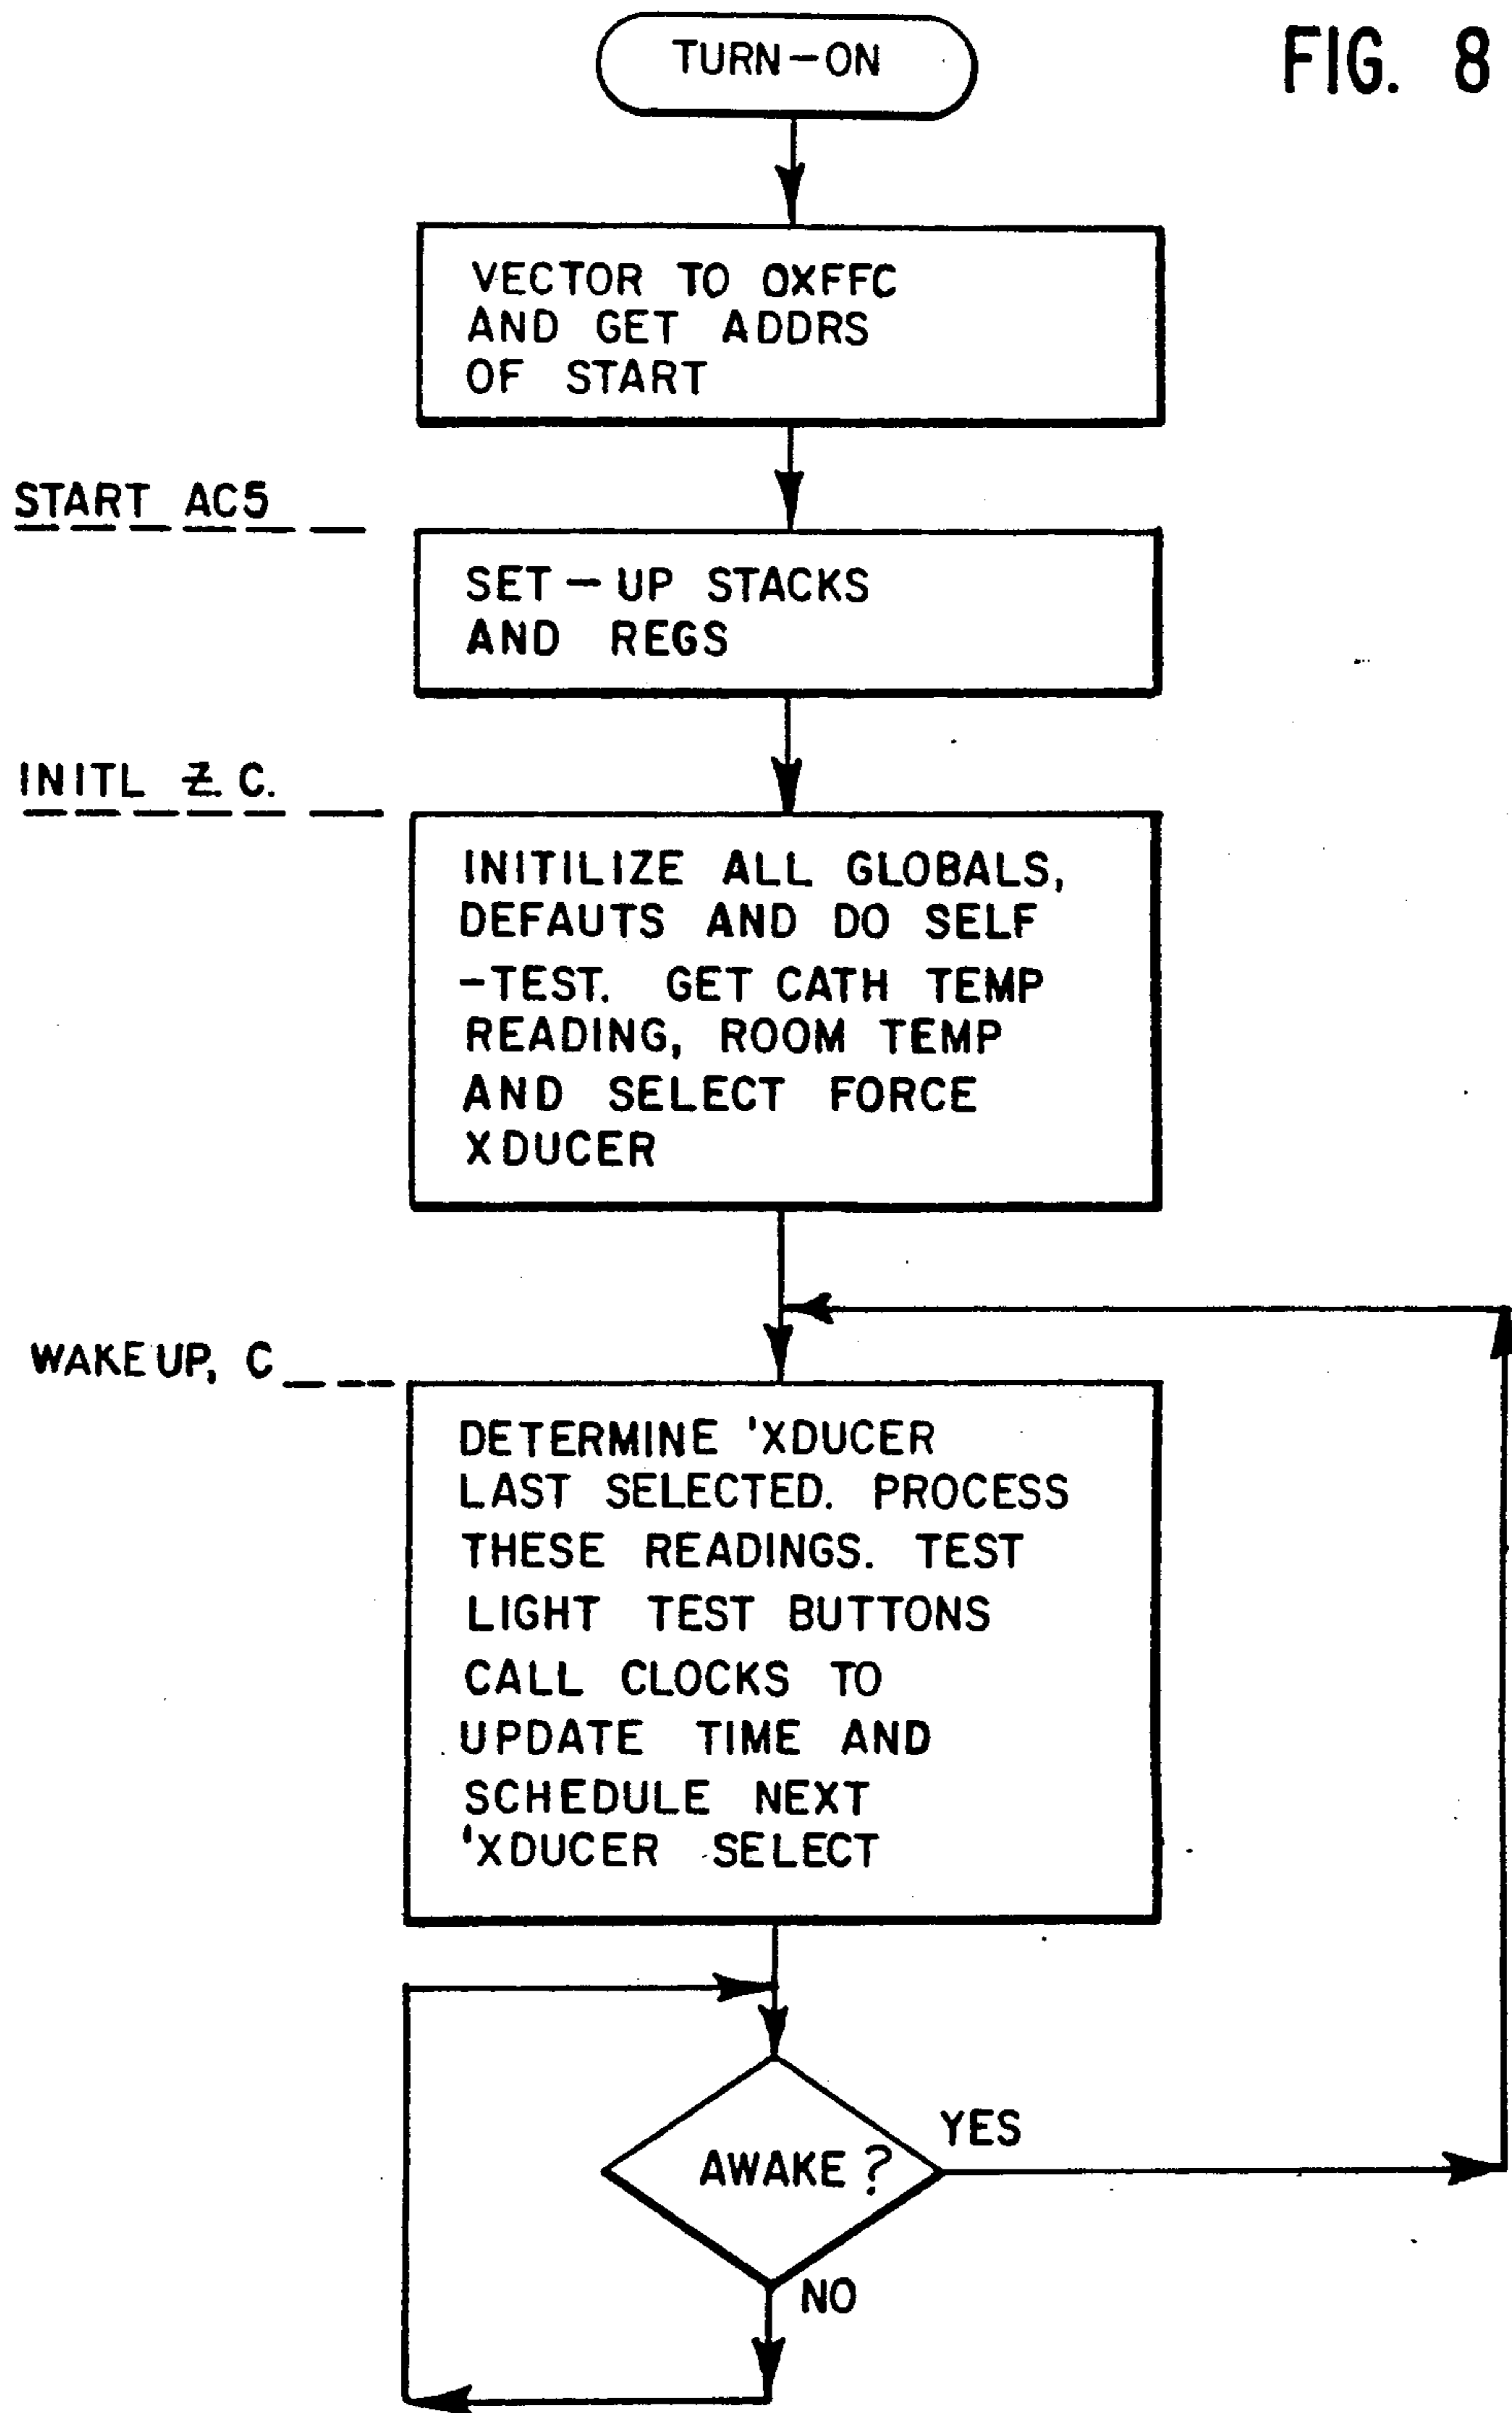 FIG. 8
TURN-ON
VECTOR TO 0XFFC
AND GET ADDRS
OF START
START AC5
SET-UP STACKS
AND REGS
INITL Z.C.
INITILIZE ALL GLOBALS,
DEFAUTS AND DO SELF
-TEST. GET CATH TEMP
READING, ROOM TEMP
AND SELECT FORCE
XDUCER
WAKEUP, C
DETERMINE 'XDUCER
LAST SELECTED. PROCESS
THESE READINGS. TEST
LIGHT TEST BUTTONS
CALL CLOCKS TO
UPDATE TIME AND
SCHEDULE NEXT
'XDUCER SELECT
AWAKE?
YES
NO